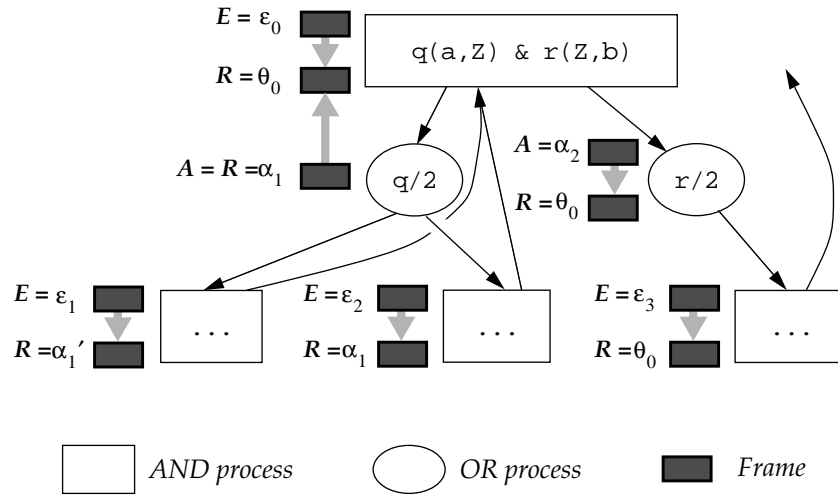 E = ε₀
q(a,Z) & r(Z,b)
R = θ₀
A = R = α₁
q/2
A = α₂
r/2
R = θ₀
E = ε₁
...
R = α₁′
E = ε₂
...
R = α₁
E = ε₃
...
R = θ₀
AND process
OR process
Frame